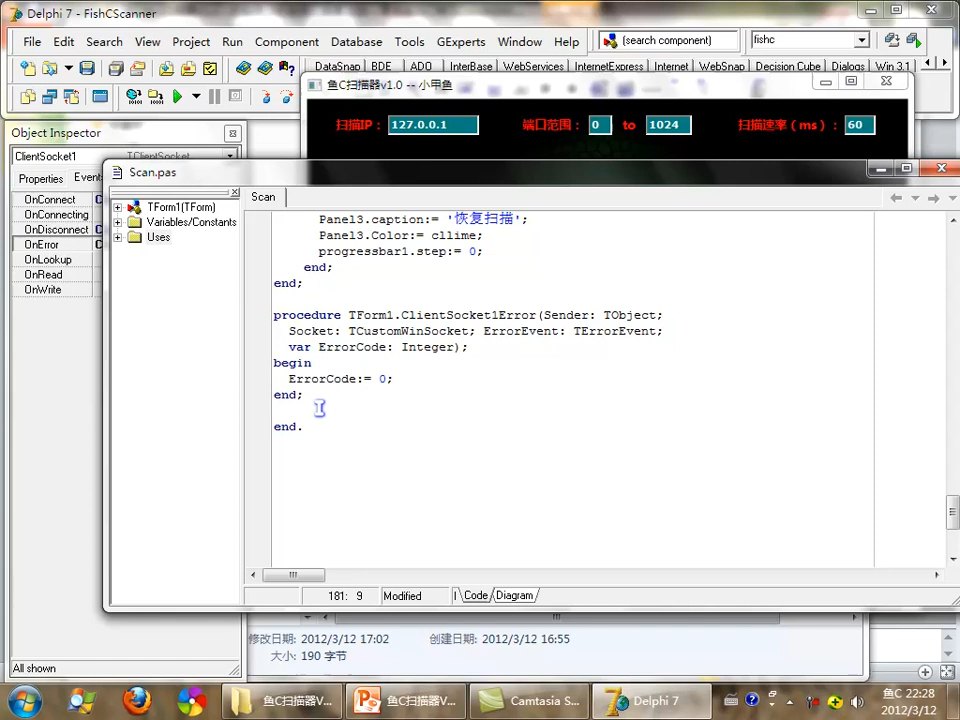 Delphi 7 - FishCScanner
File Edit Search View Project Run Component Database Tools GExperts Window Help
(search component)
fishc
DataSnap BDE ADO InterBase WebServices InternetExpress Internet WebSnap Decision Cube Dialogs Win 3.1
鱼C扫描器v1.0 -- 小甲鱼
扫描IP： 127.0.0.1 端口范围： 0 to 1024 扫描速率（ms）： 60
Object Inspector
ClientSocket1 TClientSocket
Properties Event
OnConnect
OnConnecting
OnDisconnect
OnError
OnLookup
OnRead
OnWrite
All shown
Scan.pas
Scan
TForm1(TForm)
Variables/Constants
Uses
Panel3.caption:= '恢复扫描';
Panel3.Color:= cllime;
progressbar1.step:= 0;
end;
end;
procedure TForm1.ClientSocket1Error(Sender: TObject;
Socket: TCustomWinSocket; ErrorEvent: TErrorEvent;
var ErrorCode: Integer);
begin
ErrorCode:= 0;
end;
end.
181: 9 Modified Code Diagram
修改日期: 2012/3/12 17:02 创建日期: 2012/3/12 16:55
大小: 190 字节
鱼C扫描器V... 鱼C扫描器V... Camtasia S... Delphi 7
鱼C 22:28
2012/3/12